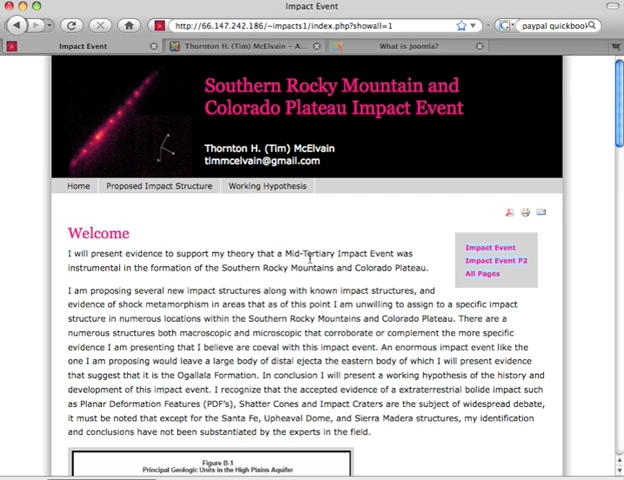 Impact Event
http://66.147.242.186/~impacts1/index.php?showall=1
paypal quickbook
Impact Event
Thornton H. (Tim) McElvain – A...
What is Joomla?
Southern Rocky Mountain and
Colorado Plateau Impact Event
Thornton H. (Tim) McElvain
timmcelvain@gmail.com
Home
Proposed Impact Structure
Working Hypothesis
Welcome
Impact Event
Impact Event P2
All Pages
I will present evidence to support my theory that a Mid-Tertiary Impact Event was
instrumental in the formation of the Southern Rocky Mountains and Colorado Plateau.
I am proposing several new impact structures along with known impact structures, and
evidence of shock metamorphism in areas that as of this point I am unwilling to assign to a specific impact
structure in numerous locations within the Southern Rocky Mountains and Colorado Plateau. There are a
numerous structures both macroscopic and microscopic that corroborate or complement the more specific
evidence I am presenting that I believe are coeval with this impact event. An enormous impact event like the
one I am proposing would leave a large body of distal ejecta the eastern body of which I will present evidence
that suggest that it is the Ogallala Formation. In conclusion I will present a working hypothesis of the history and
development of this impact event. I recognize that the accepted evidence of a extraterrestrial bolide impact such
as Planar Deformation Features (PDF's), Shatter Cones and Impact Craters are the subject of widespread debate,
it must be noted that except for the Santa Fe, Upheaval Dome, and Sierra Madera structures, my identification
and conclusions have not been substantiated by the experts in the field.
Figure B-1
Principal Geologic Units in the High Plains Aquifer